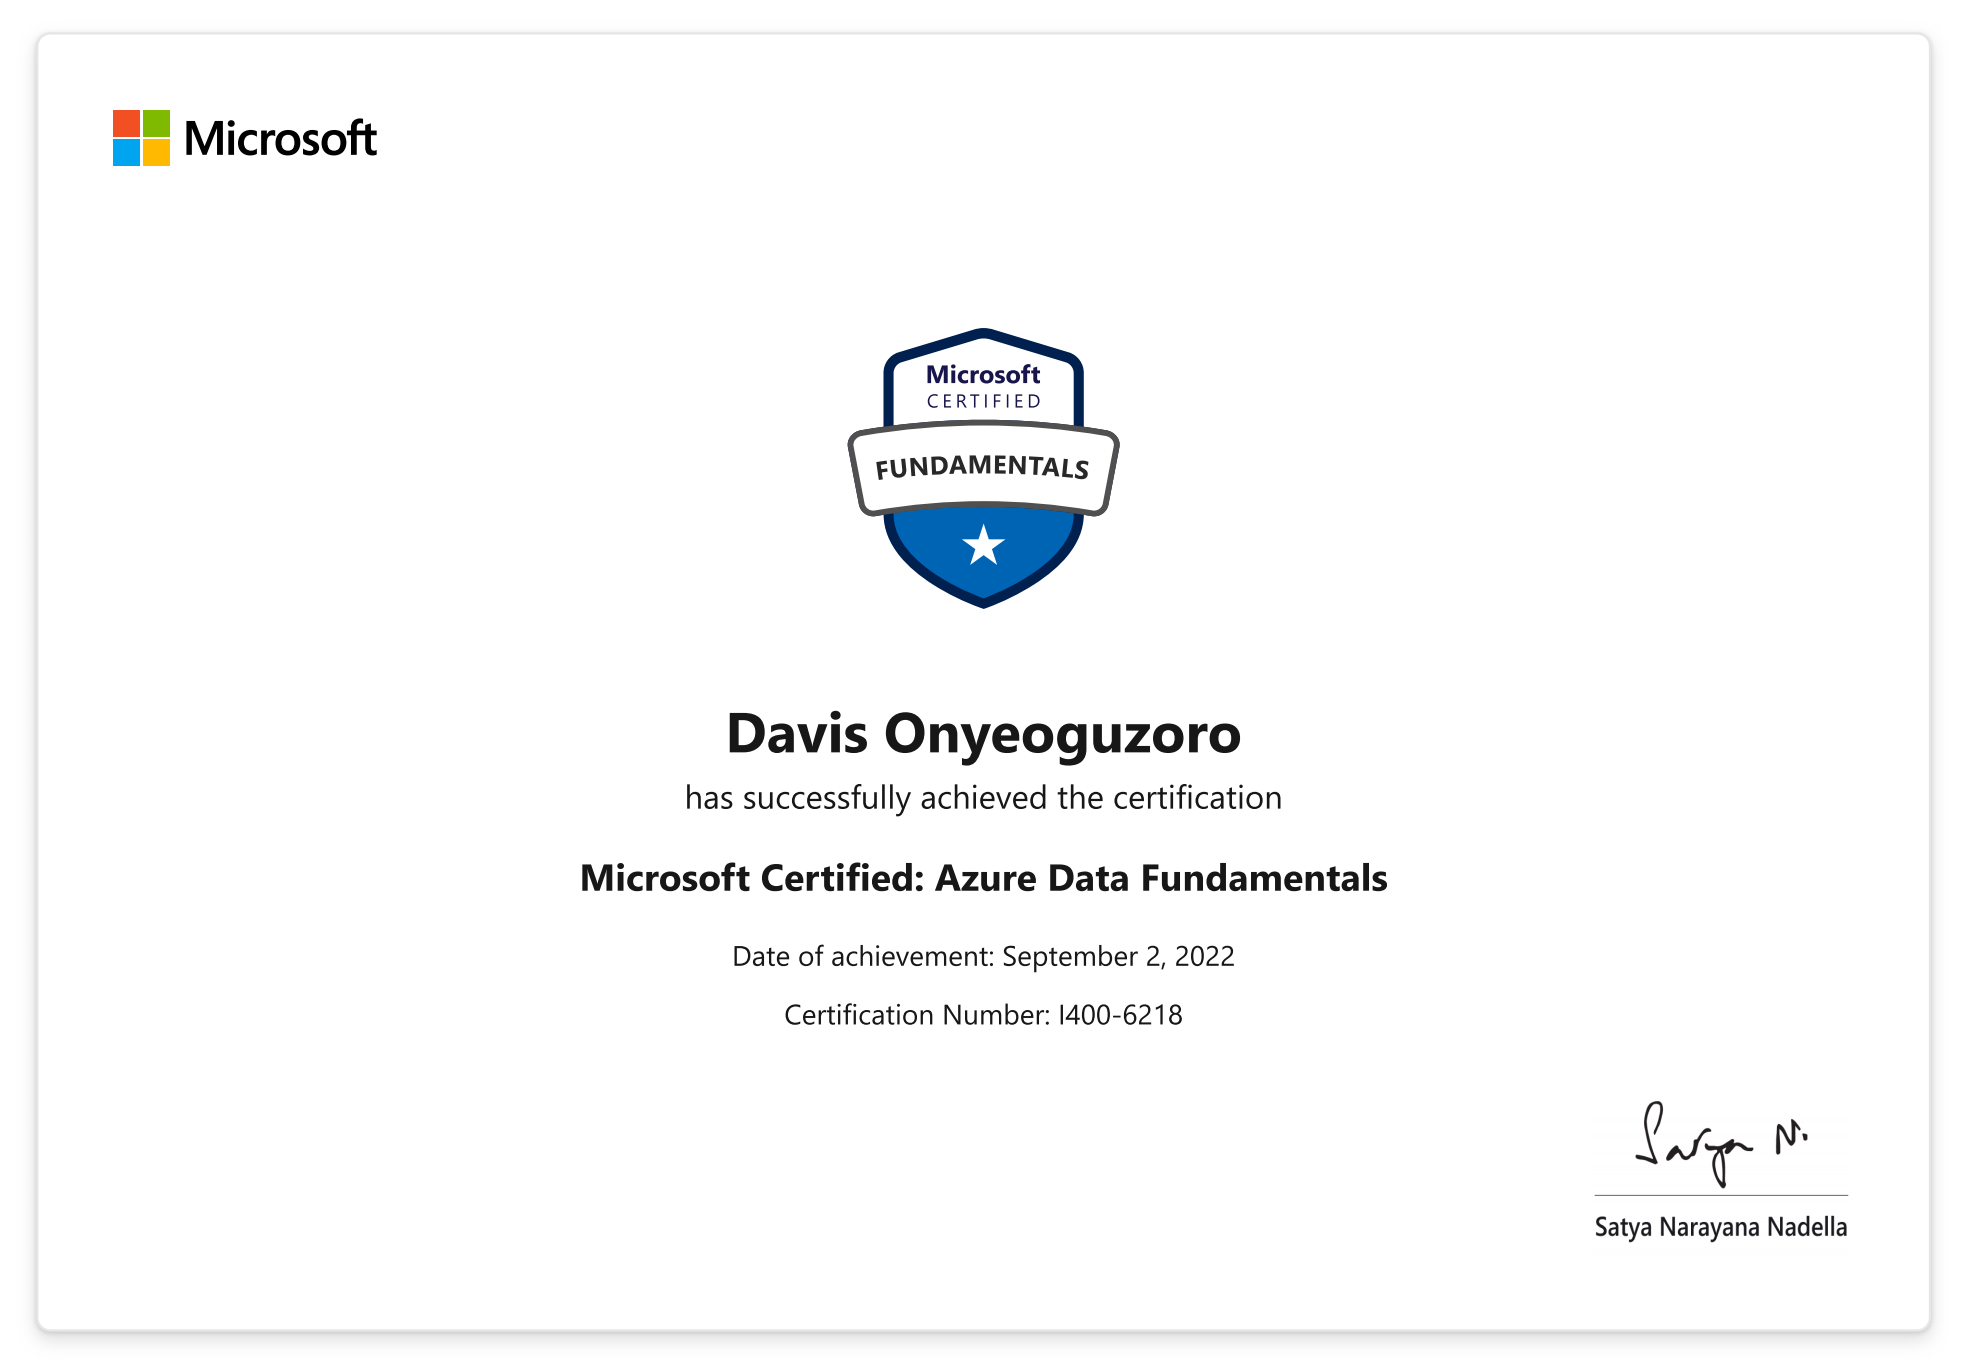 Microsoft
Microsoft
CERTIFIED
FUNDAMENTALS
Davis Onyeoguzoro
has successfully achieved the certification
Microsoft Certified: Azure Data Fundamentals
Date of achievement: September 2, 2022
Certification Number: I400-6218
Satya N.
Satya Narayana Nadella